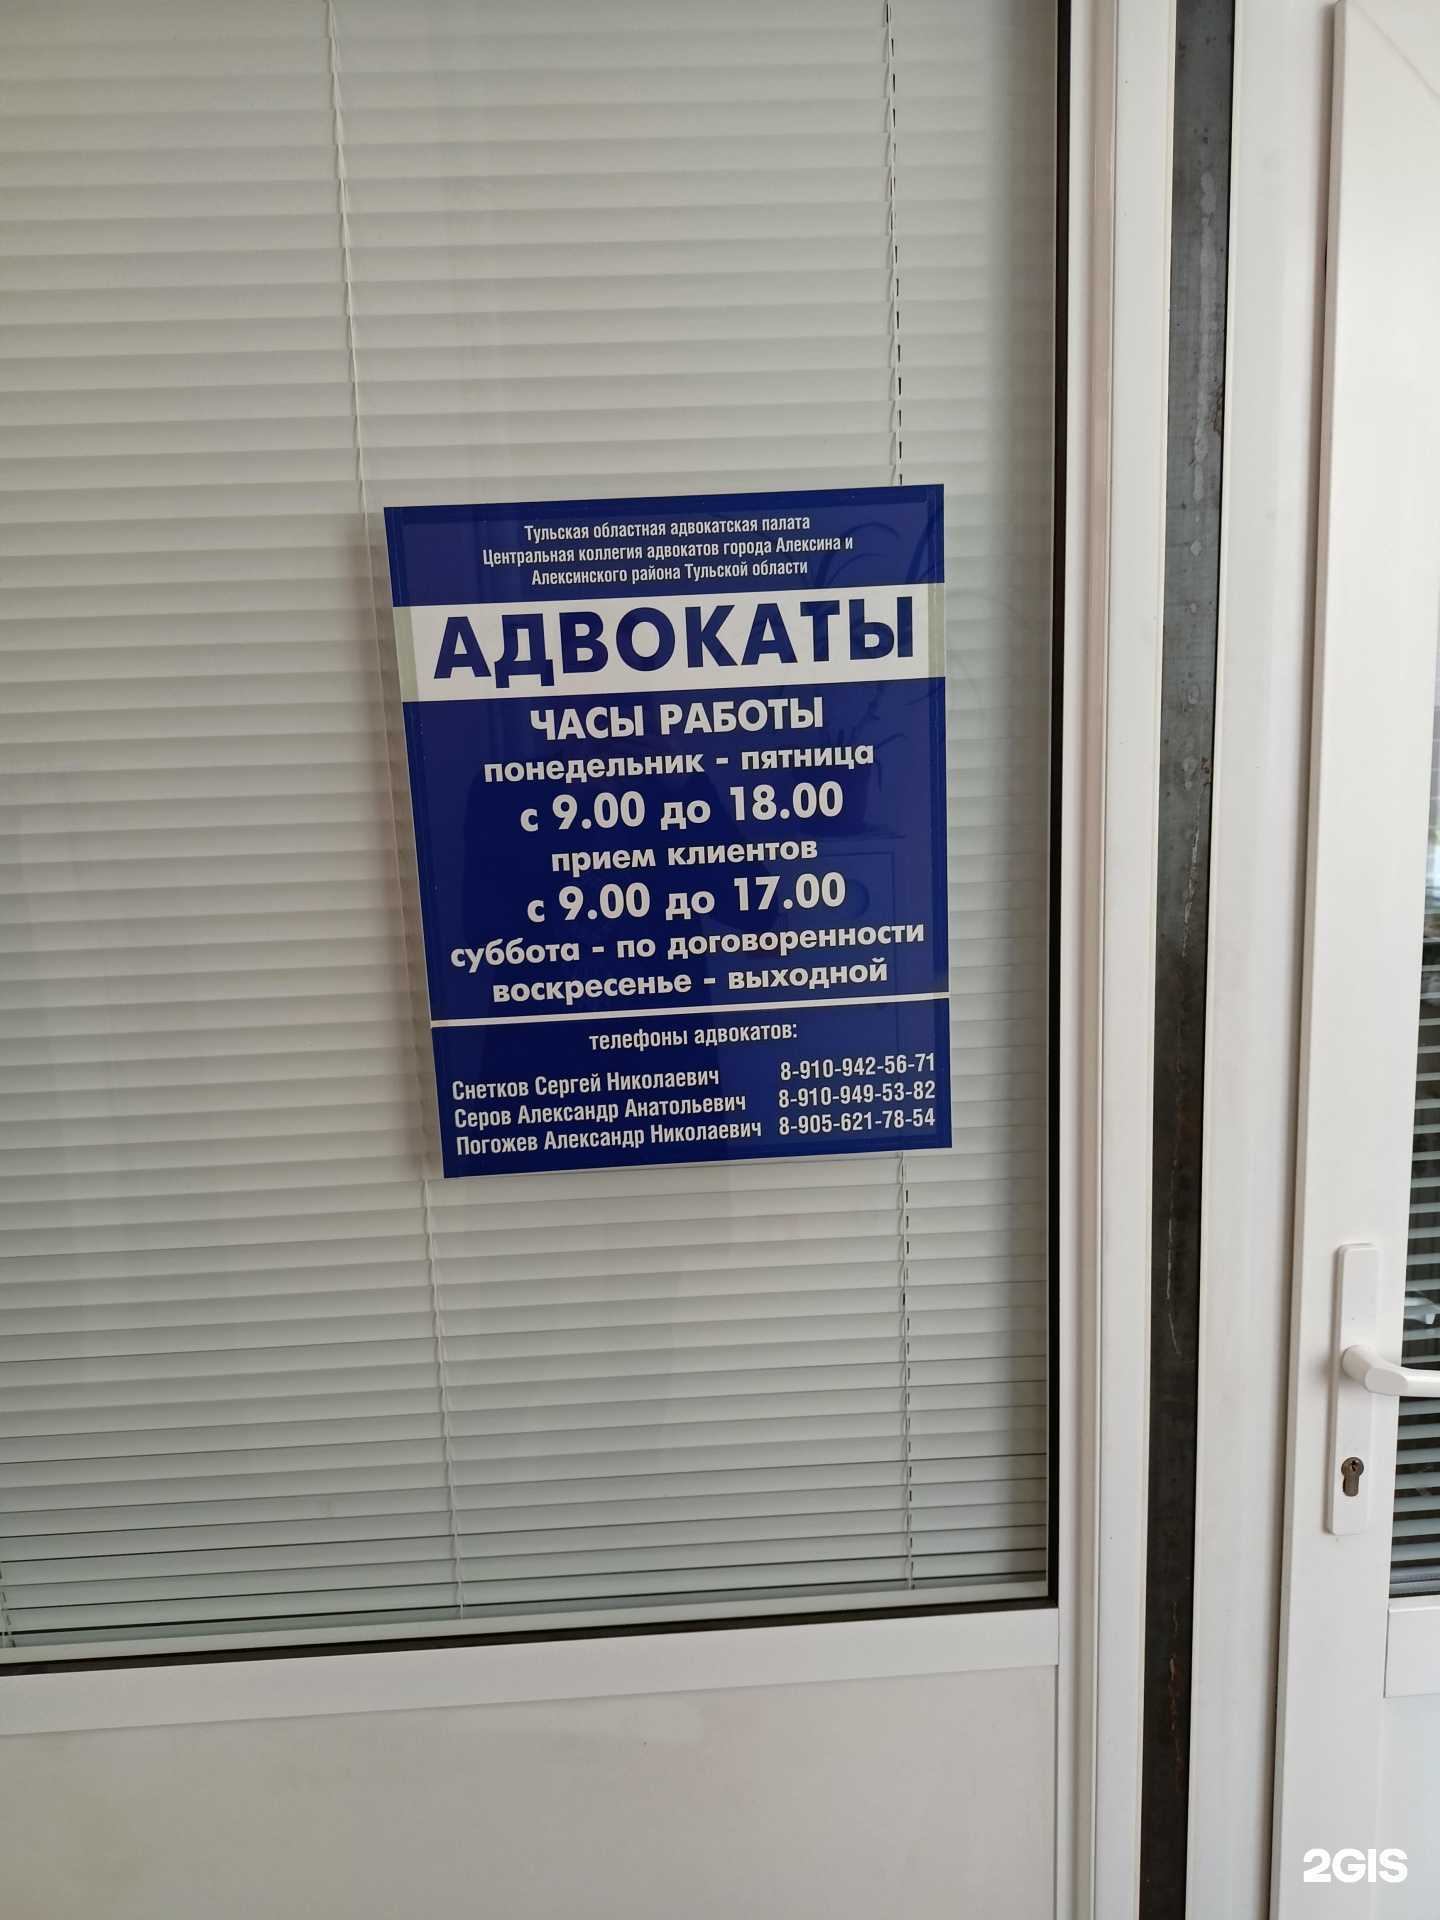 Тульская областная адвокатская палата
Центральная коллегия адвокатов города Алексина и
Алексинского района Тульской области
АДВОКАТЫ
ЧАСЫ РАБОТЫ
понедельник - пятница
с 9.00 до 18.00
прием клиентов
с 9.00 до 17.00
суббота - по договоренности
воскресенье - выходной
телефоны адвокатов:
Снетков Сергей Николаевич 8-910-942-56-71
Серов Александр Анатольевич 8-910-949-53-82
Погожев Александр Николаевич 8-905-621-78-54
2GIS